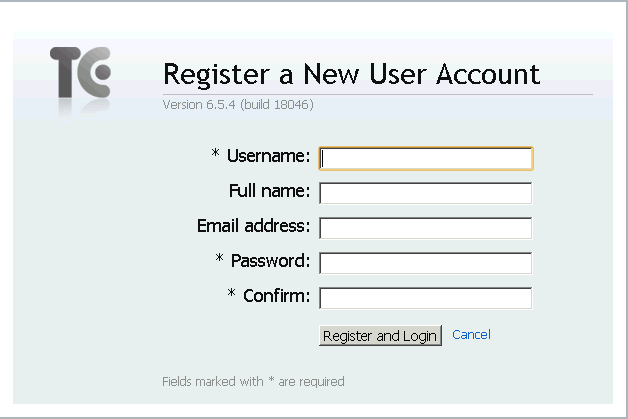 TC
Register a New User Account
Version 6.5.4 (build 18046)
* Username:
Full name:
Email address:
* Password:
* Confirm:
Register and Login Cancel
Fields marked with * are required